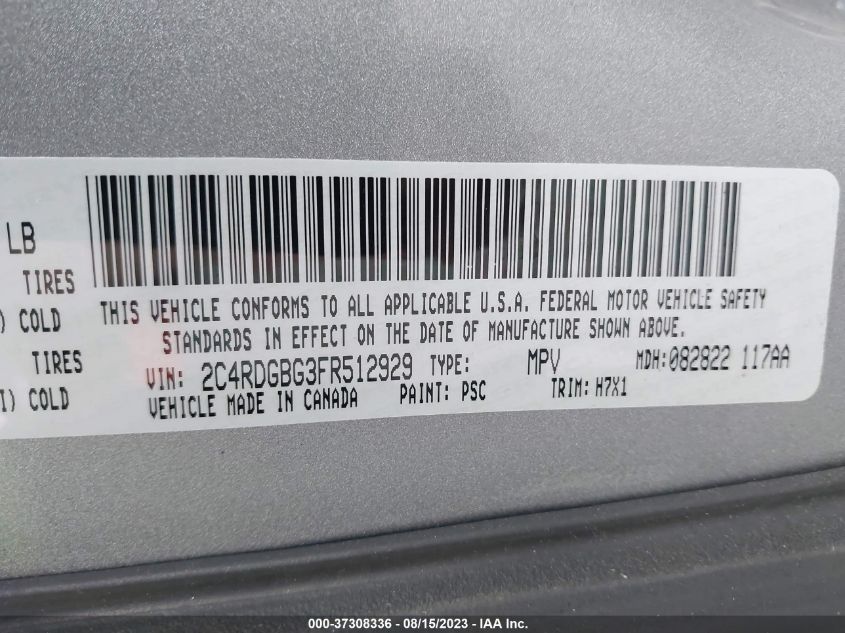 LB
TIRES
) COLD
TIRES
I) COLD
THIS VEHICLE CONFORMS TO ALL APPLICABLE U.S.A. FEDERAL MOTOR VEHICLE SAFETY
STANDARDS IN EFFECT ON THE DATE OF MANUFACTURE SHOWN ABOVE.
VIN: 2C4RDGBG3FR512929 TYPE: MPV MDH:082822 117AA
VEHICLE MADE IN CANADA PAINT: PSC TRIM: H7X1
000-37308336 - 08/15/2023 - IAA Inc.